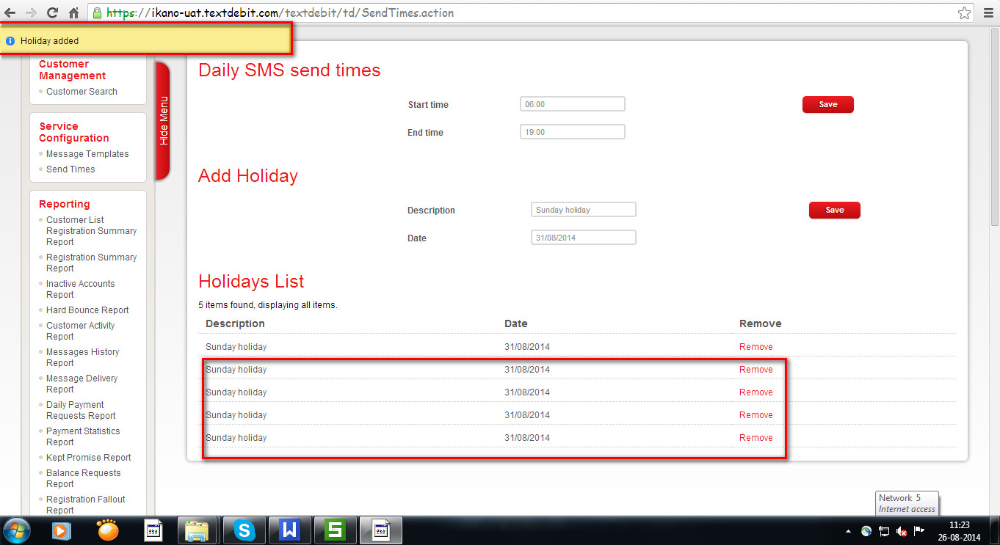 https://ikano-uat.textdebit.com/textdebit/td/SendTimes.action
Holiday added
Customer
Management
Customer Search
Service
Configuration
Message Templates
Send Times
Reporting
Customer List
Registration Summary
Report
Registration Summary
Report
Inactive Accounts
Report
Hard Bounce Report
Customer Activity
Report
Messages History
Report
Message Delivery
Report
Daily Payment
Requests Report
Payment Statistics
Report
Kept Promise Report
Balance Requests
Report
Registration Fallout
Report
Hide Menu
Daily SMS send times
Start time 06:00 Save
End time 19:00
Add Holiday
Description Sunday holiday Save
Date 31/08/2014
Holidays List
5 items found, displaying all items.
Description Date Remove
Sunday holiday 31/08/2014 Remove
Sunday holiday 31/08/2014 Remove
Sunday holiday 31/08/2014 Remove
Sunday holiday 31/08/2014 Remove
Sunday holiday 31/08/2014 Remove
Network 5
Internet access
S W S
11:23
26-08-2014